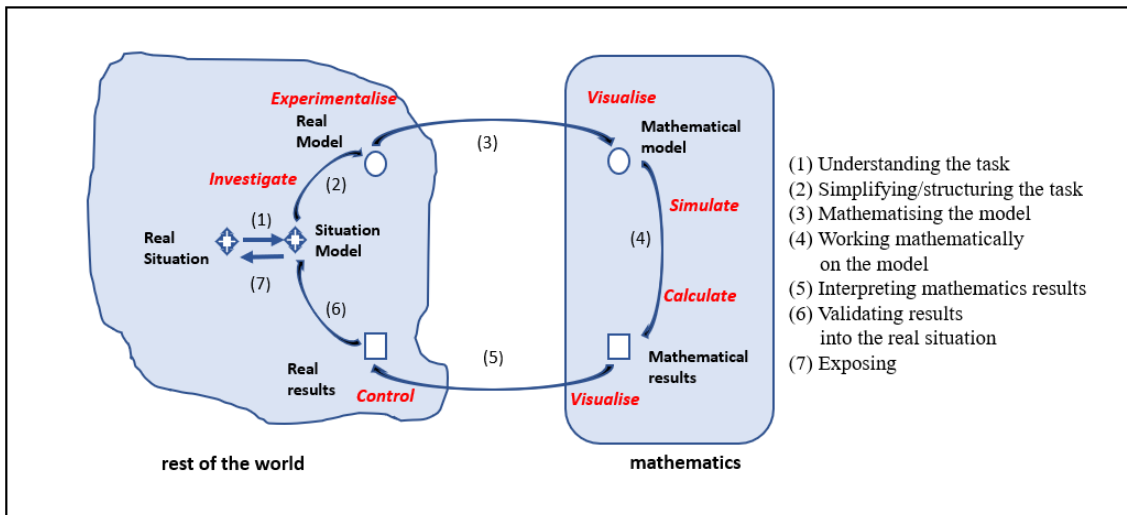 Experimentalise
Real
Model
Visualise
Mathematical
model
(3)
Investigate
(2)
Simulate
(1)
Real
Situation
Situation
Model
(4)
(7)
(6)
Calculate
Real
results
(5)
Mathematical results
Control
Visualise
rest of the world
mathematics
(1) Understanding the task
(2) Simplifying/structuring the task
(3) Mathematising the model
(4) Working mathematically
on the model
(5) Interpreting mathematics results
(6) Validating results
into the real situation
(7) Exposing